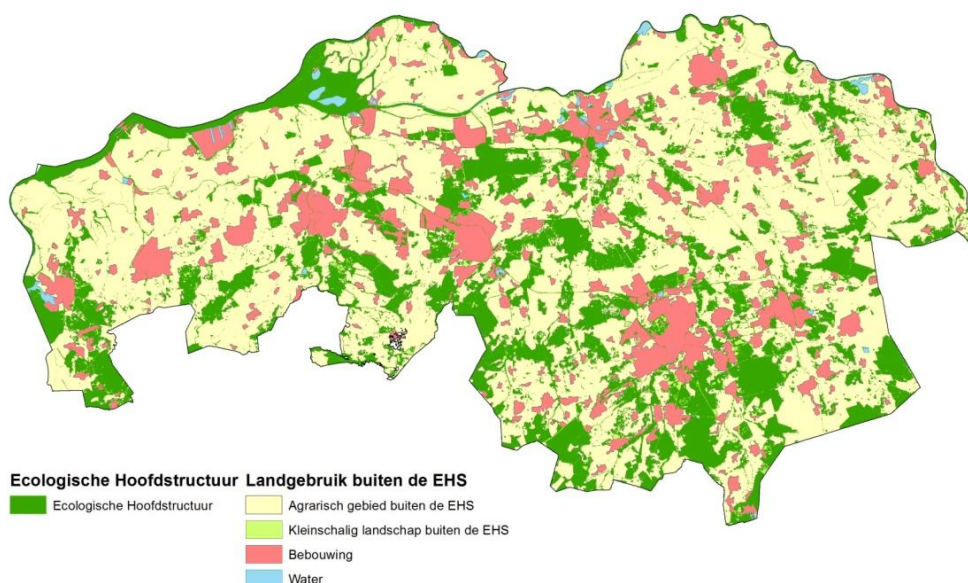 Ecologische Hoofdstructuur
Ecologische Hoofdstructuur
Landgebruik buiten de EHS
Agrarisch gebied buiten de EHS
Kleinschalig landschap buiten de EHS
Bebouwing
Water